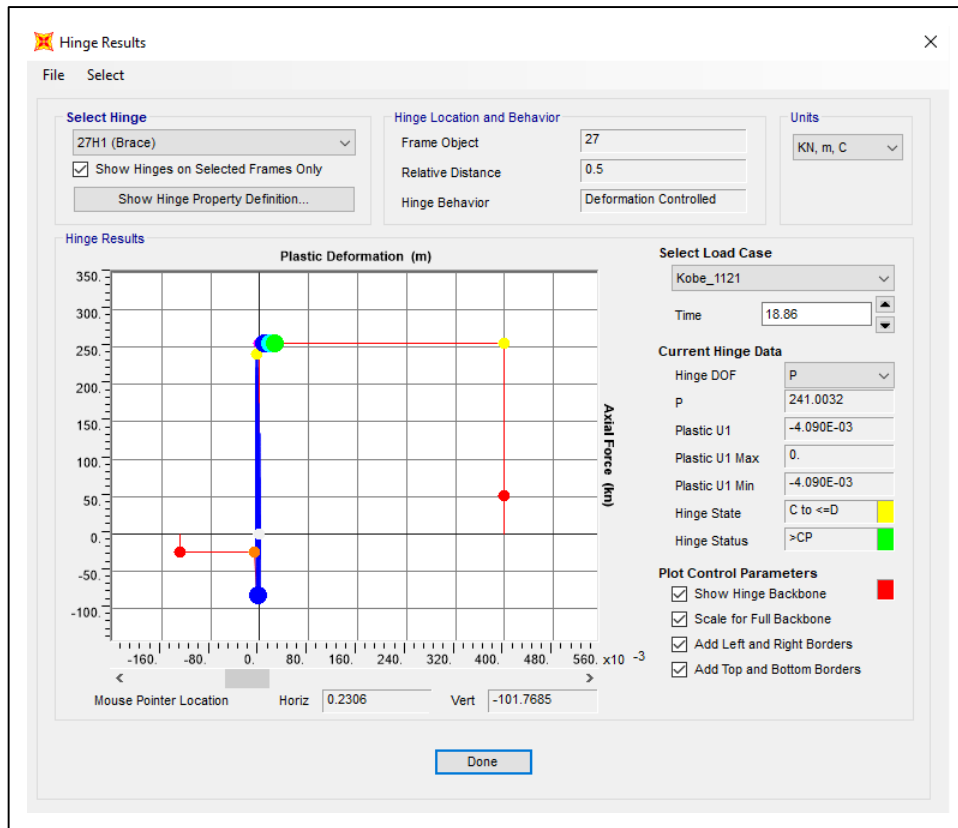 Hinge Results
File Select
Select Hinge
27H1 (Brace)
Show Hinges on Selected Frames Only
Show Hinge Property Definition...
Hinge Location and Behavior
Frame Object 27
Relative Distance 0.5
Hinge Behavior Deformation Controlled
Units
KN, m, C
Hinge Results
Plastic Deformation (m)
350.
300.
250.
200.
150.
100.
50.
0.
-50.
-100.
Axial Force (kn)
-160. -80. 0. 80. 160. 240. 320. 400. 480. 560. x10 -3
Mouse Pointer Location Horiz 0.2306 Vert -101.7685
Select Load Case
Kobe_1121
Time 18.86
Current Hinge Data
Hinge DOF P
P 241.0032
Plastic U1 -4.090E-03
Plastic U1 Max 0.
Plastic U1 Min -4.090E-03
Hinge State C to <=D
Hinge Status >CP
Plot Control Parameters
Show Hinge Backbone
Scale for Full Backbone
Add Left and Right Borders
Add Top and Bottom Borders
Done